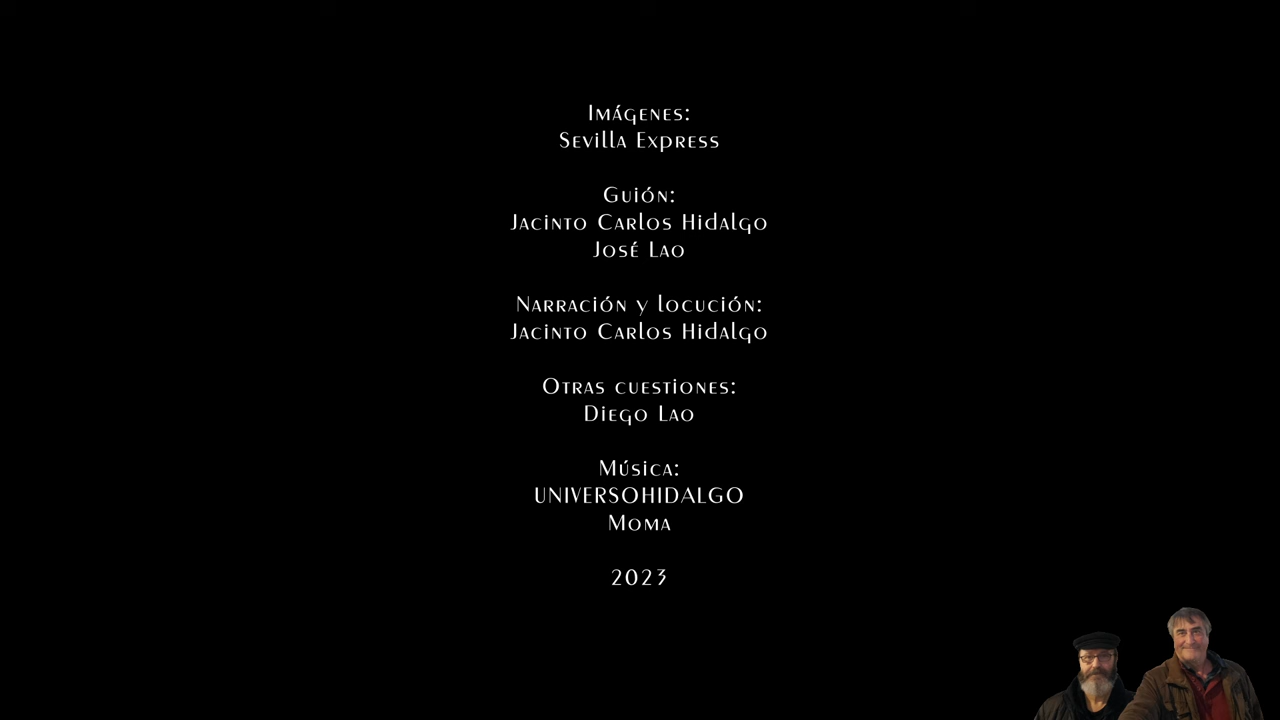 Imágenes:
Sevilla Express
Guión:
Jacinto Carlos Hidalgo
José Lao
Narración y locución:
Jacinto Carlos Hidalgo
Otras cuestiones:
Diego Lao
Música:
UNIVERSOHIDALGO
Moma
2023